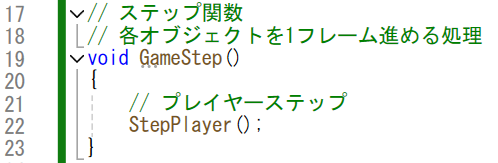 17 // ステップ関数
18 // 各オブジェクトを1フレーム進める処理
19 void GameStep()
20 {
21     // プレイヤーステップ
22     StepPlayer();
23 }